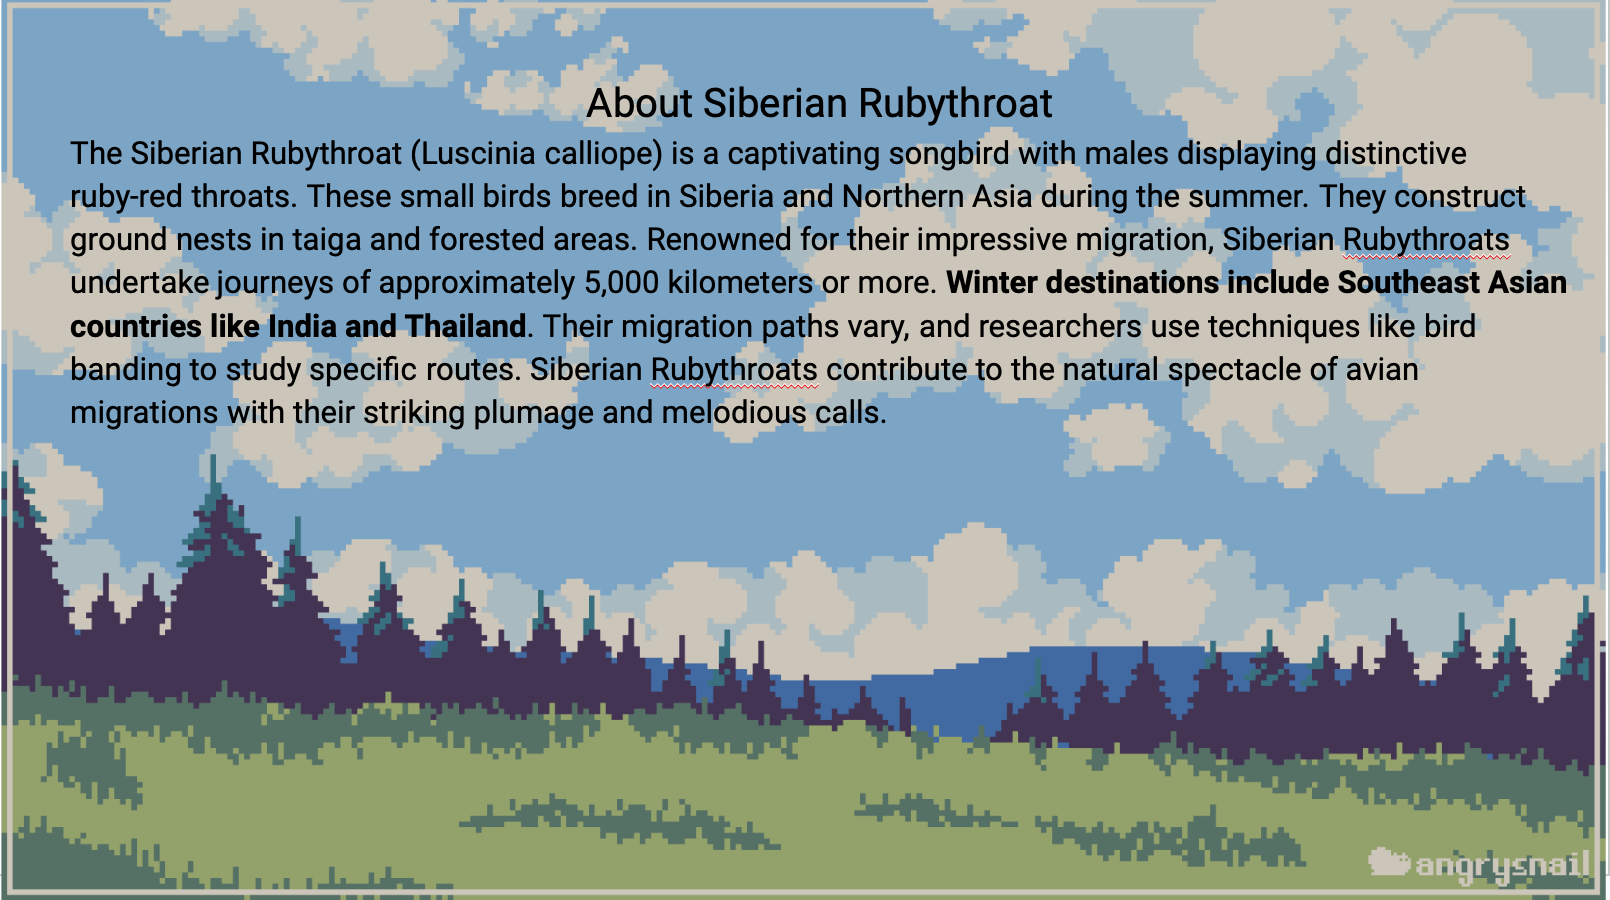 About Siberian Rubythroat
The Siberian Rubythroat (Luscinia calliope) is a captivating songbird with males displaying distinctive
ruby-red throats. These small birds breed in Siberia and Northern Asia during the summer. They construct
ground nests in taiga and forested areas. Renowned for their impressive migration, Siberian Rubythroats
undertake journeys of approximately 5,000 kilometers or more. Winter destinations include Southeast Asian
countries like India and Thailand. Their migration paths vary, and researchers use techniques like bird
banding to study specific routes. Siberian Rubythroats contribute to the natural spectacle of avian
migrations with their striking plumage and melodious calls.
angrysnail